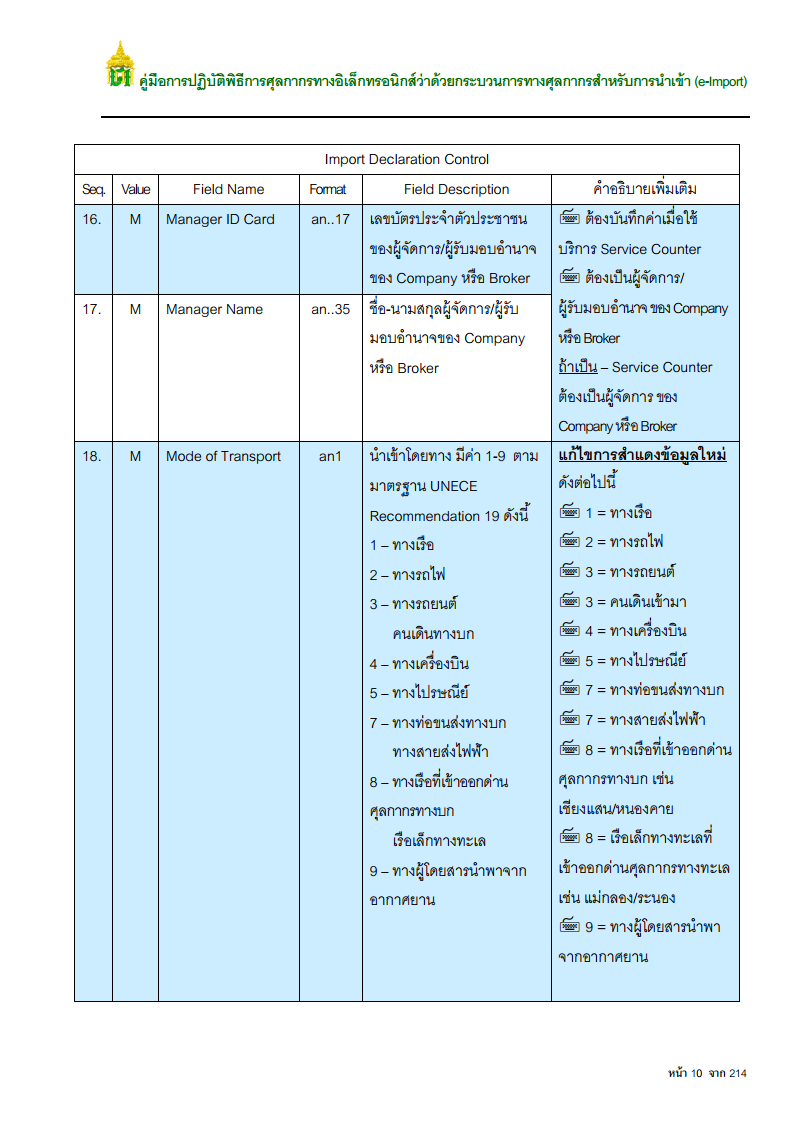 คู่มือการปฏิบัติพิธีการศุลกากรทางอิเล็กทรอนิกส์ว่าด้วยกระบวนการทางศุลกากรสำหรับการนำเข้า (e-Import)
Import Declaration Control
Seq. Value Field Name Format Field Description คำอธิบายเพิ่มเติม
16. M Manager ID Card an..17 เลขบัตรประจำตัวประชาชน
ของผู้จัดการ/ผู้รับมอบอำนาจ
ของ Company หรือ Broker
ต้องบันทึกค่าเมื่อใช้
บริการ Service Counter
ต้องเป็นผู้จัดการ/
ผู้รับมอบอำนาจ ของ Company
หรือ Broker
ถ้าเป็น – Service Counter
ต้องเป็นผู้จัดการ ของ
Company หรือ Broker
17. M Manager Name an..35 ชื่อ-นามสกุลผู้จัดการ/ผู้รับ
มอบอำนาจของ Company
หรือ Broker
18. M Mode of Transport an1 นำเข้าโดยทาง มีค่า 1-9 ตาม
มาตรฐาน UNECE
Recommendation 19 ดังนี้
1 – ทางเรือ
2 – ทางรถไฟ
3 – ทางรถยนต์
คนเดินทางบก
4 – ทางเครื่องบิน
5 – ทางไปรษณีย์
7 – ทางท่อขนส่งทางบก
ทางสายส่งไฟฟ้า
8 – ทางเรือที่เข้าออกด่าน
ศุลกากรทางบก
เรือเล็กทางทะเล
9 – ทางผู้โดยสารนำพาจาก
อากาศยาน
แก้ไขการสำแดงข้อมูลใหม่
ดังต่อไปนี้
1 = ทางเรือ
2 = ทางรถไฟ
3 = ทางรถยนต์
3 = คนเดินเข้ามา
4 = ทางเครื่องบิน
5 = ทางไปรษณีย์
7 = ทางท่อขนส่งทางบก
7 = ทางสายส่งไฟฟ้า
8 = ทางเรือที่เข้าออกด่าน
ศุลกากรทางบก เช่น
เชียงแสน/หนองคาย
8 = เรือเล็กทางทะเลที่
เข้าออกด่านศุลกากรทางทะเล
เช่น แม่กลอง/ระนอง
9 = ทางผู้โดยสารนำพา
จากอากาศยาน
หน้า 10 จาก 214